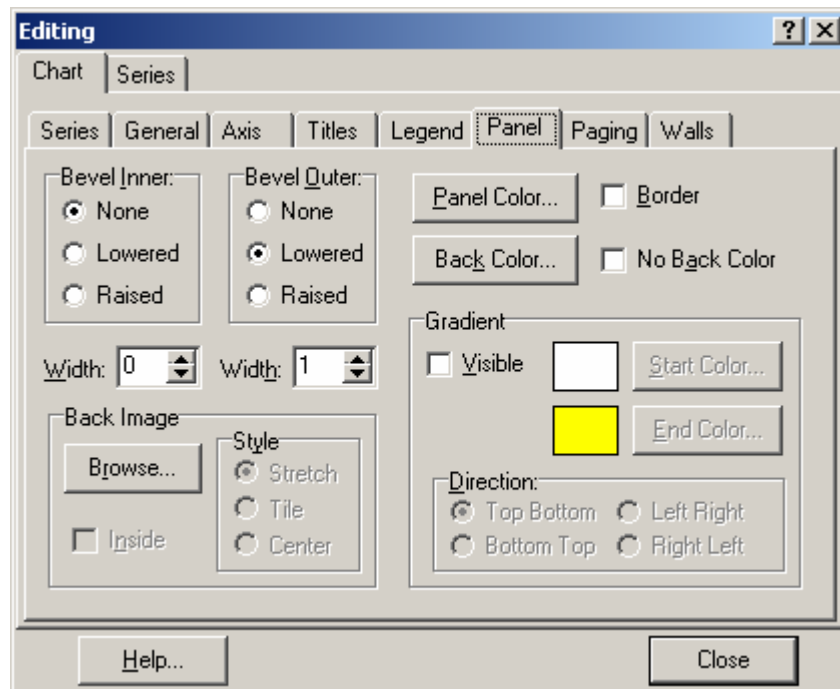 Editing
Chart Series
Series General Axis Titles Legend Panel Paging Walls
Bevel Inner: Bevel Outer:
None None
Lowered Lowered
Raised Raised
Width: 0 Width: 1
Panel Color... Border
Back Color... No Back Color
Back Image
Browse...
Inside
Style
Stretch
Tile
Center
Gradient
Visible Start Color...
End Color...
Direction:
Top Bottom Left Right
Bottom Top Right Left
Help... Close